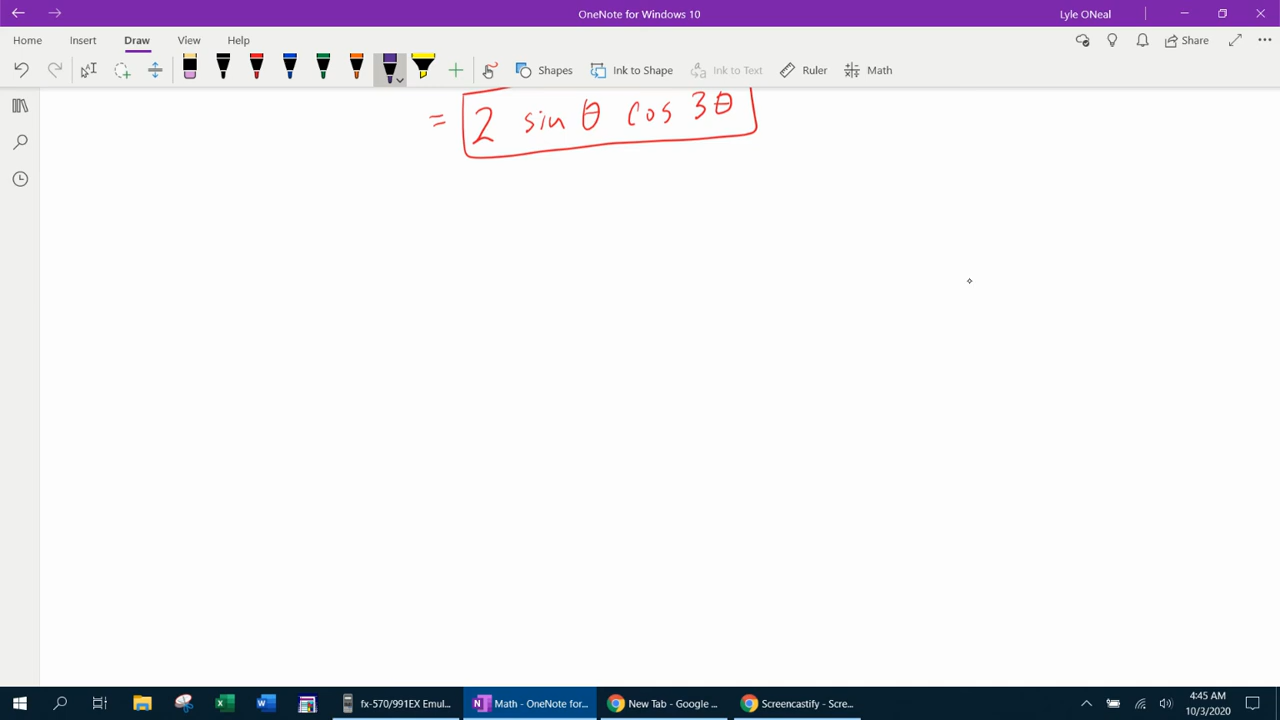 OneNote for Windows 10
Lyle ONeal
Home Insert Draw View Help
Share
Shapes Ink to Shape Ink to Text Ruler Math
= 2 sin θ cos 3θ
fx-570/991EX Emul...
Math - OneNote for...
New Tab - Google ...
Screencastify - Scre...
4:45 AM
10/3/2020